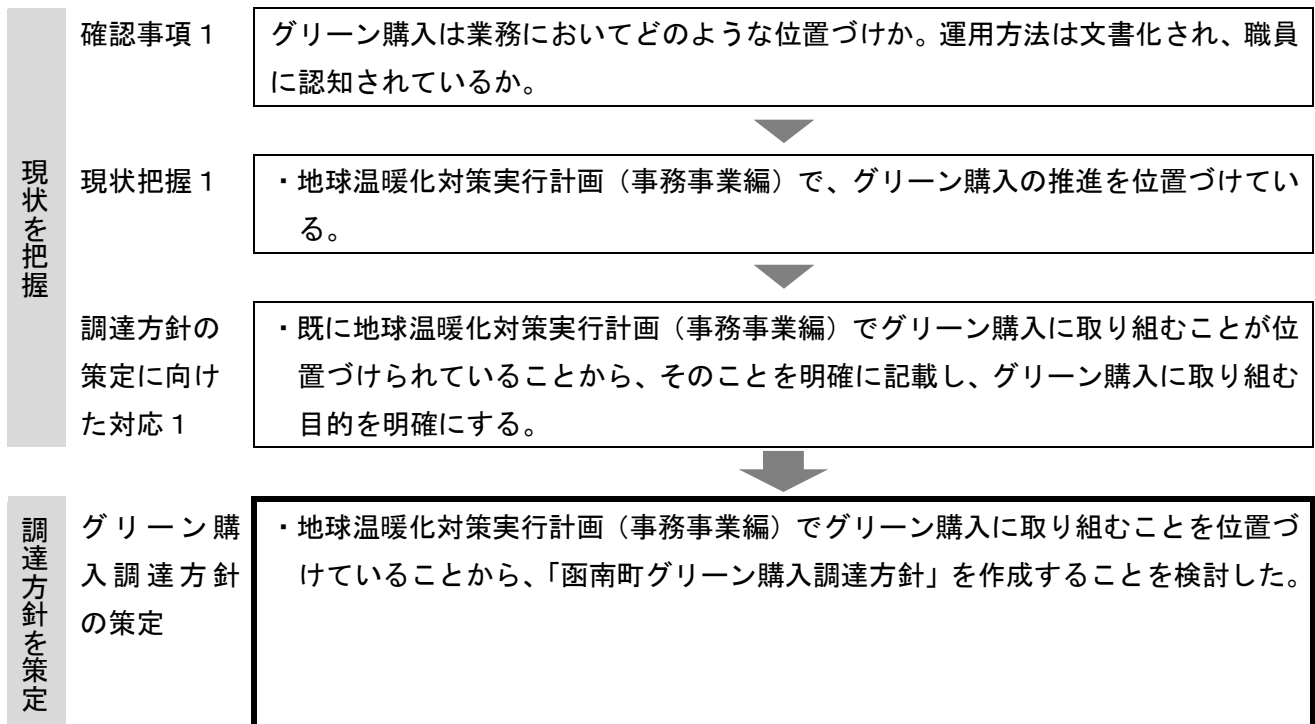 現状を把握
確認事項１
グリーン購入は業務においてどのような位置づけか。運用方法は文書化され、職員
に認知されているか。
現状把握１
・地球温暖化対策実行計画（事務事業編）で、グリーン購入の推進を位置づけてい
る。
調達方針の
策定に向け
た対応１
・既に地球温暖化対策実行計画（事務事業編）でグリーン購入に取り組むことが位
置づけられていることから、そのことを明確に記載し、グリーン購入に取り組む
目的を明確にする。
調達方針を策定
グリーン購
入調達方針
の策定
・地球温暖化対策実行計画（事務事業編）でグリーン購入に取り組むことを位置づ
けていることから、「函南町グリーン購入調達方針」を作成することを検討した。